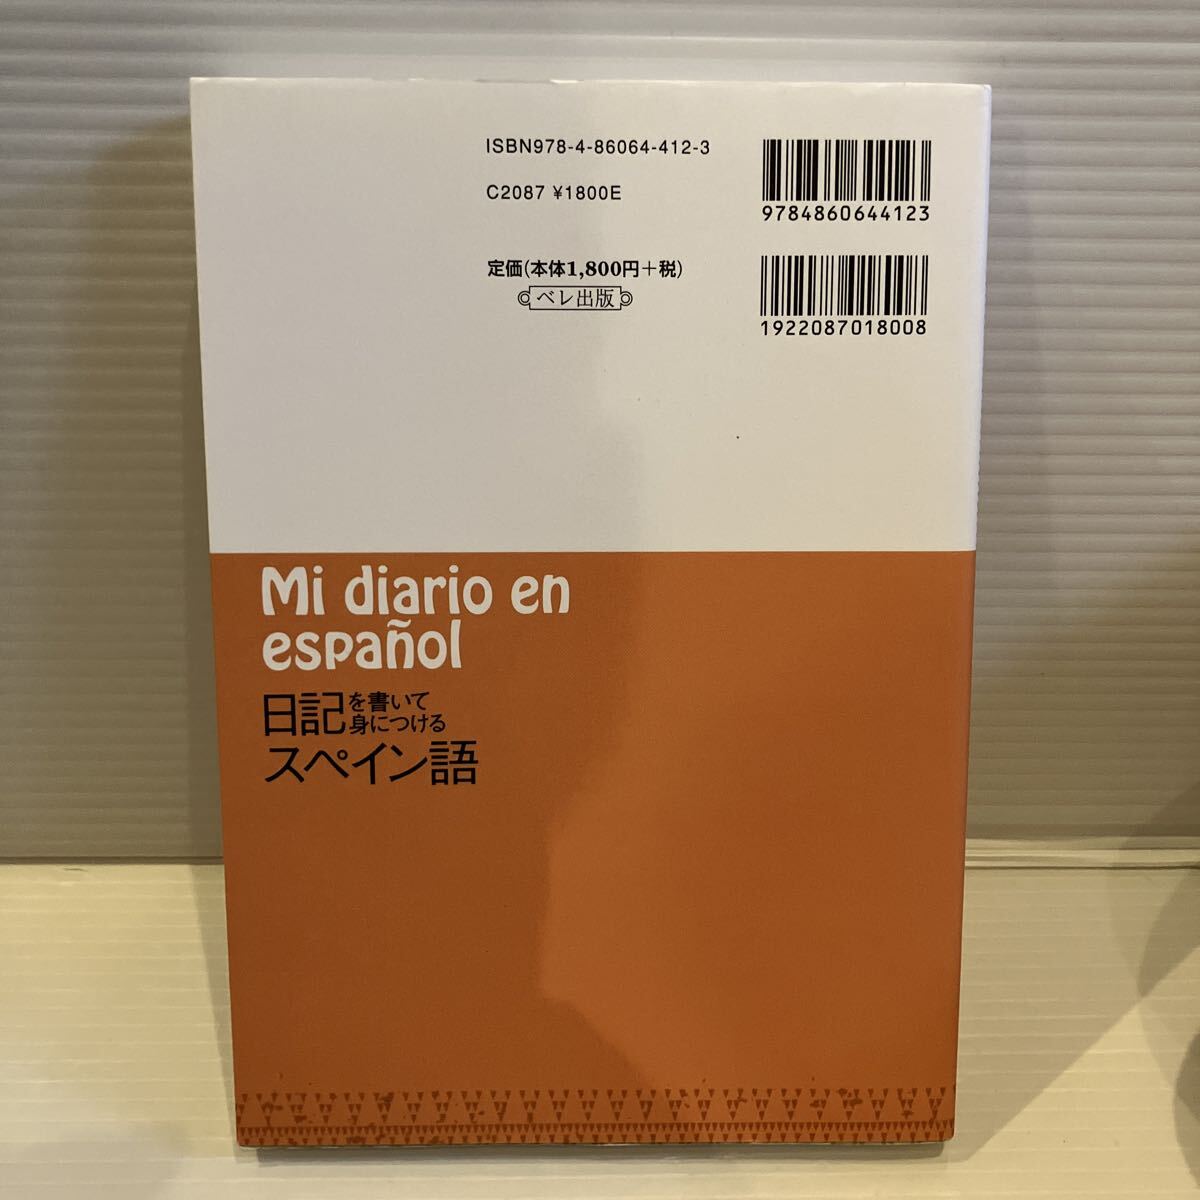 ISBN978-4-86064-412-3
C2087 ¥1800E
9784860644123
定価(本体1,800円+税)
ベレ出版
1922087018008
Mi diario en
español
日記を書いて
身につける
スペイン語